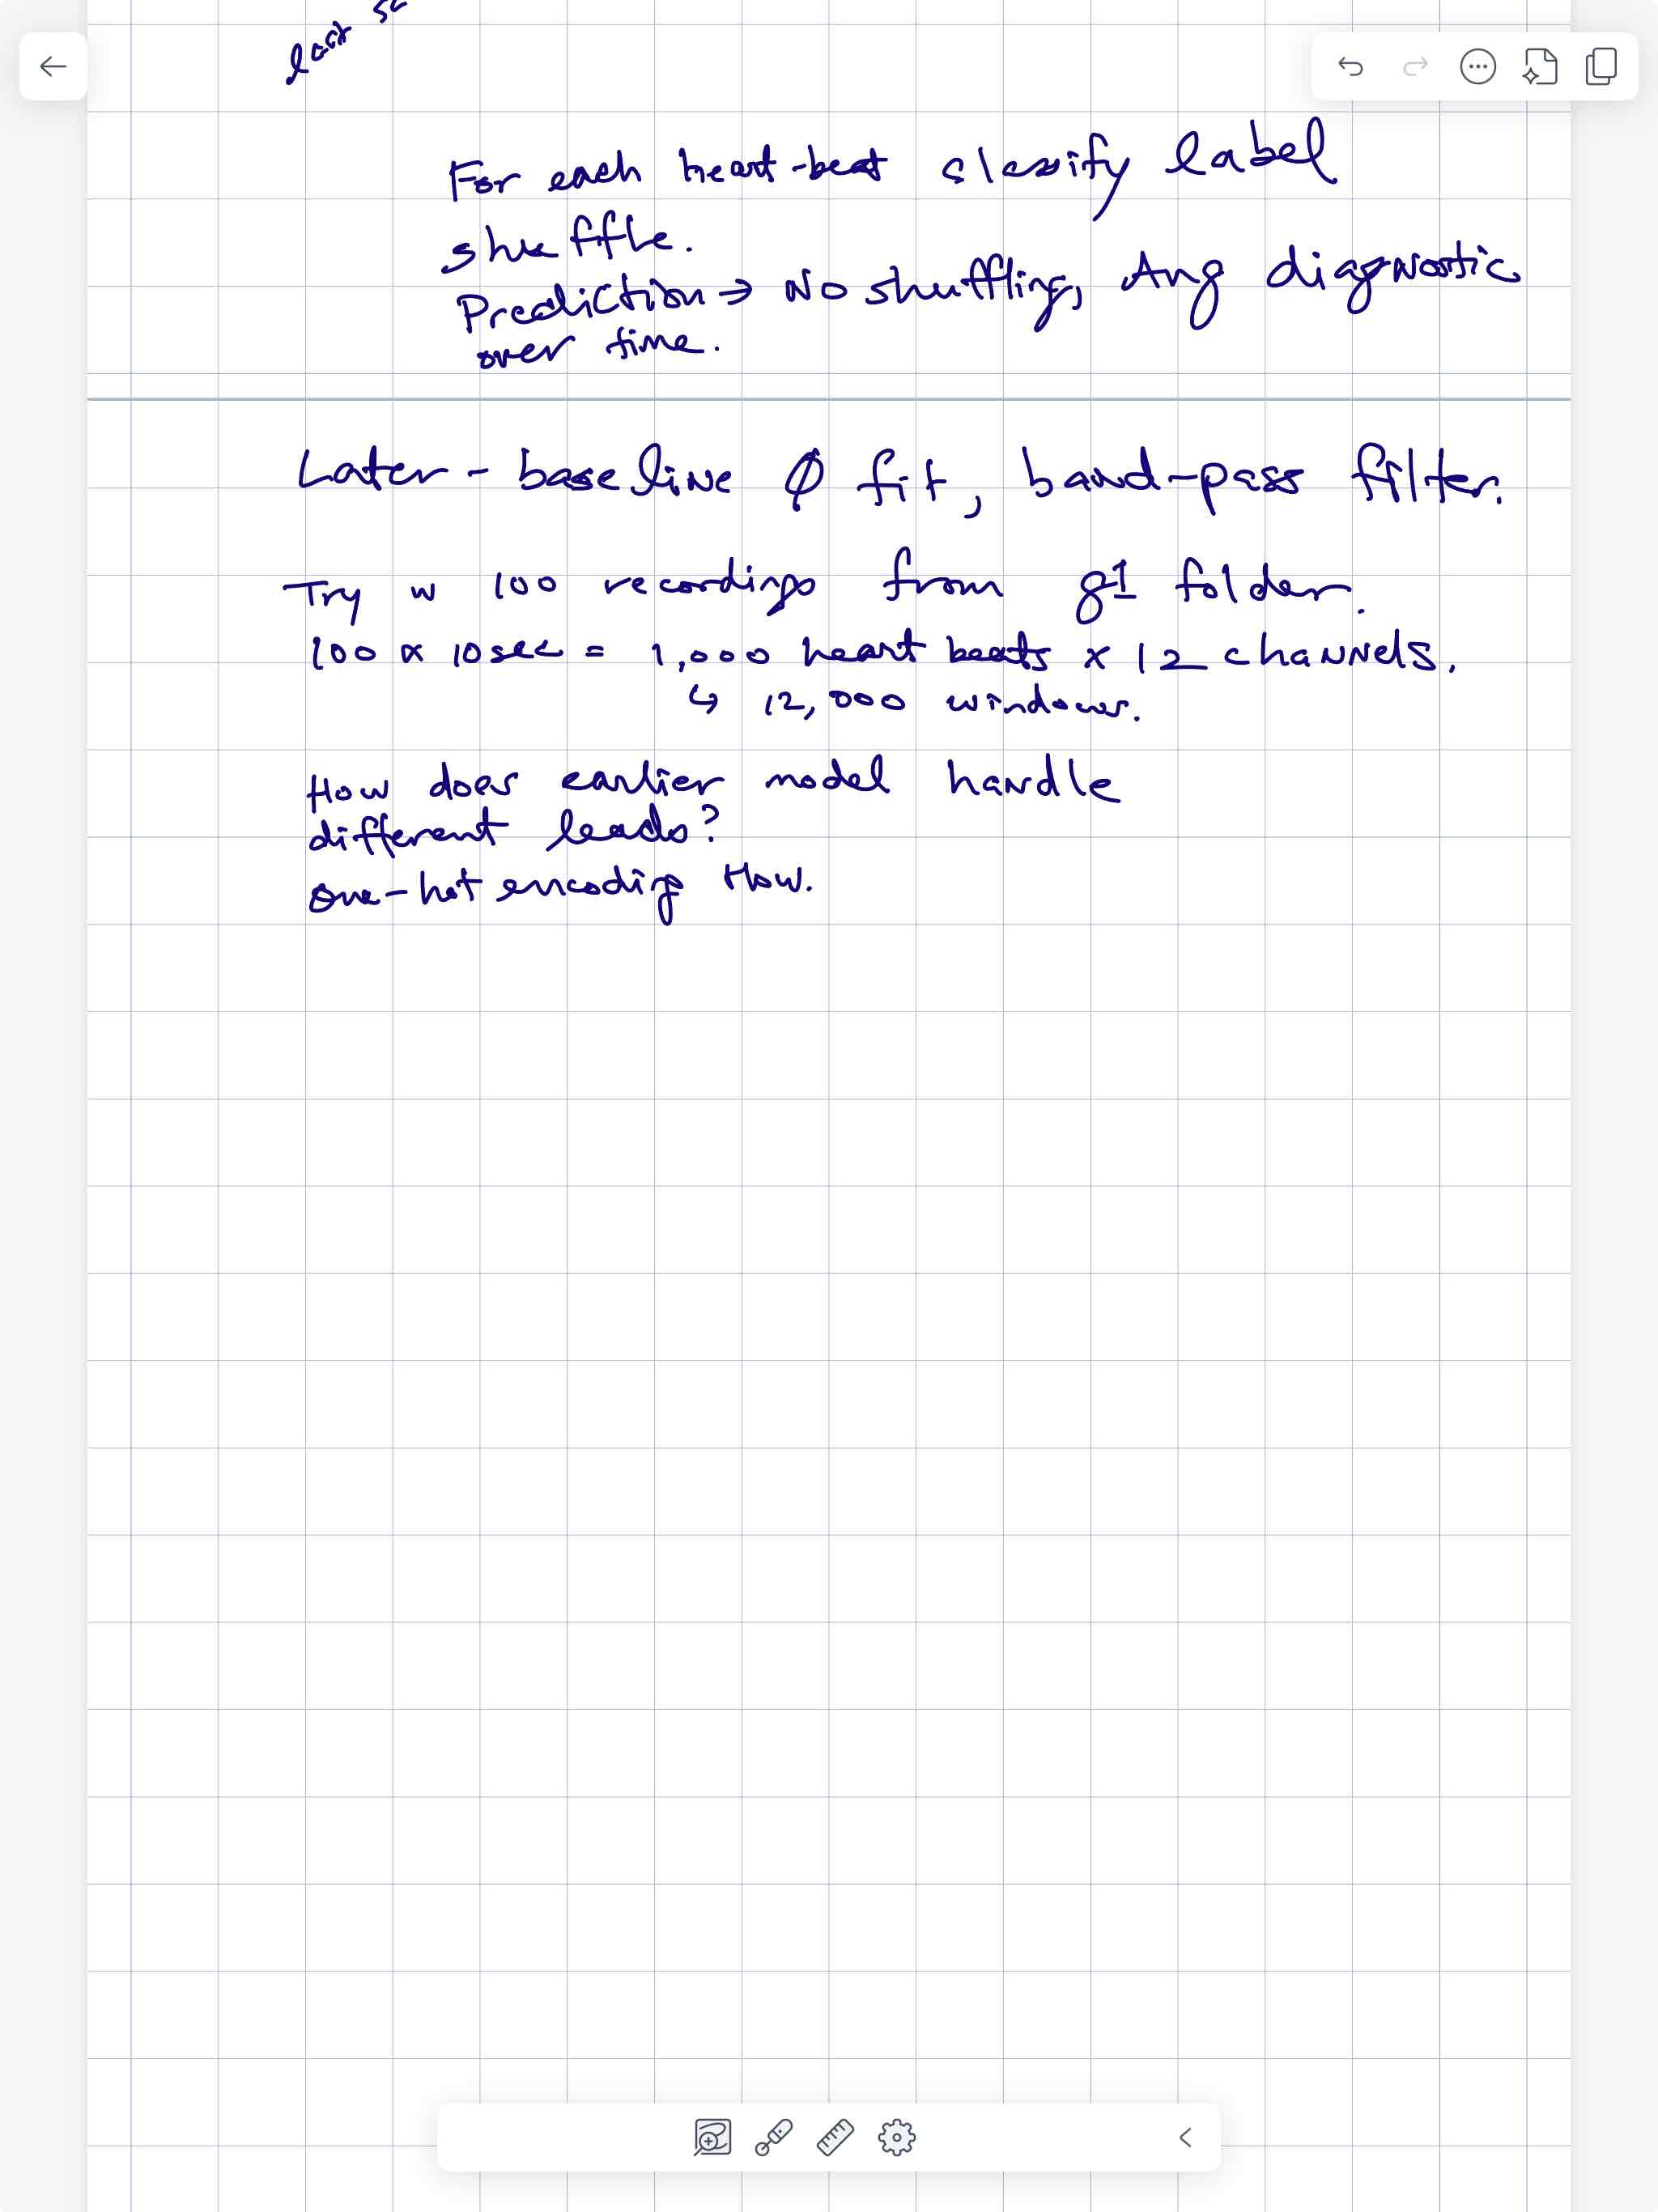 last
For each heart-beat classify label
shuffle.
Prediction → No shuffling, Avg diagnostic
over time.
Later - baseline Ø fit, band-pass filter.
Try w 100 recordings from g1 folder.
100 x 10sec = 1,000 heart beats x 12 channels.
↳ 12,000 windows.
How does earlier model handle
different leads?
one-hot encoding How.